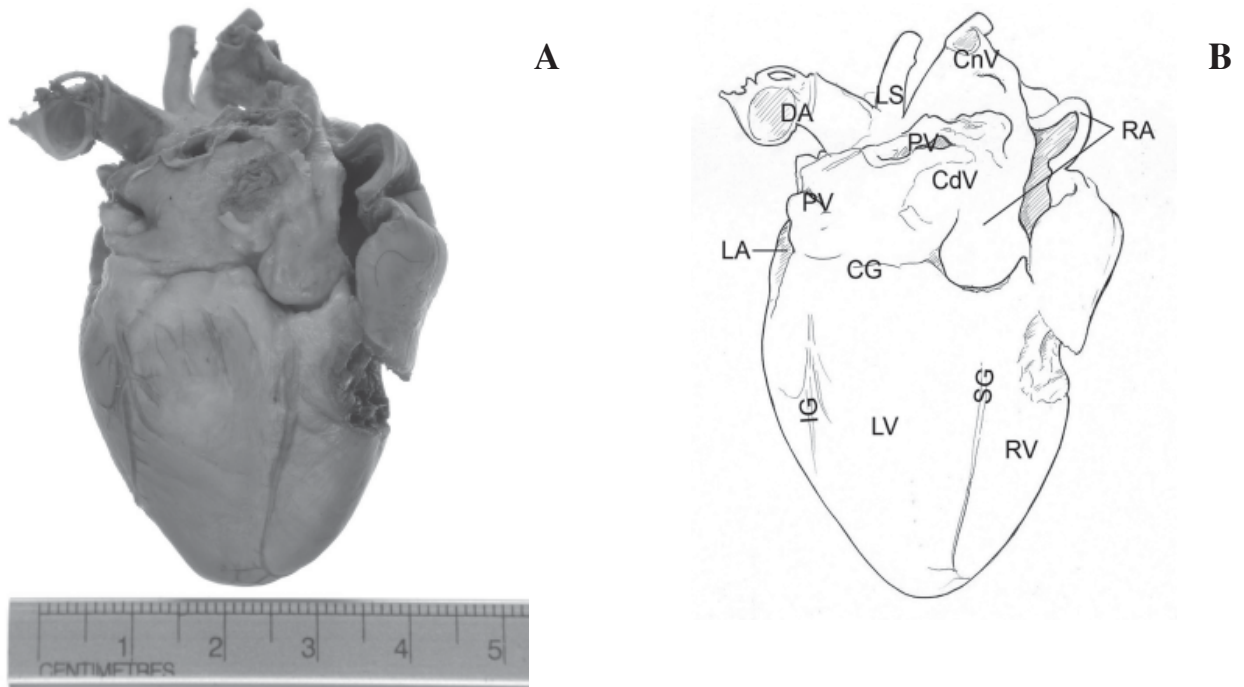 A
B
CnV
LS
DA
RA
PV
CdV
PV
LA
CG
SG
IG
LV
RV
1 2 3 4 5
CENTIMETRES